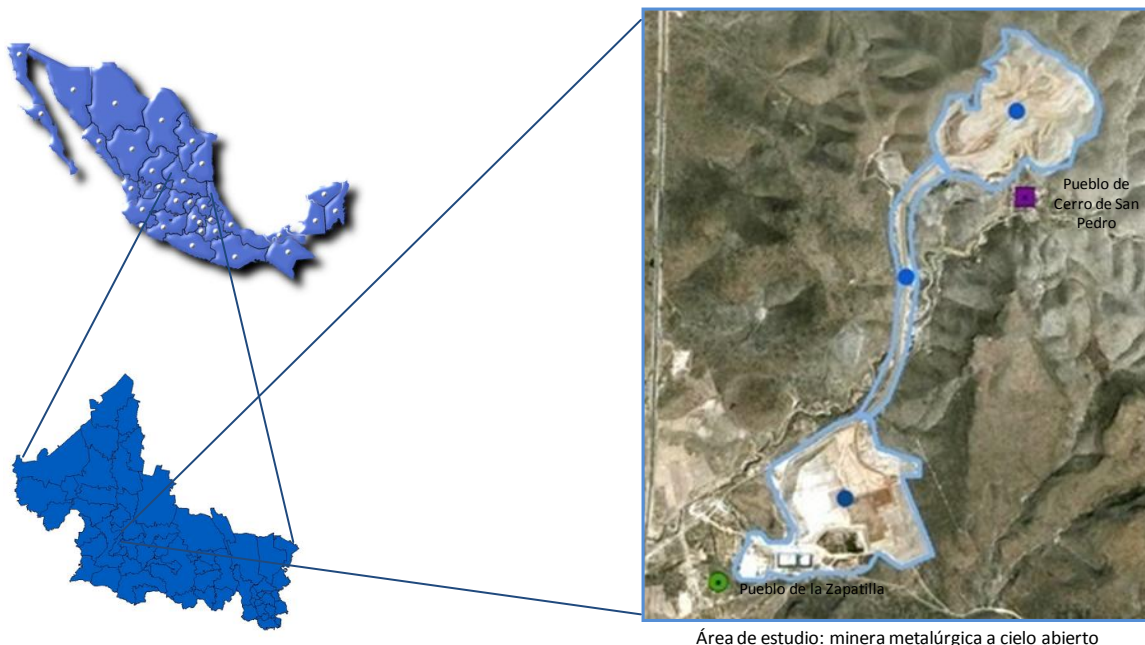 Pueblo de
Cerro de San
Pedro
Pueblo de la Zapatilla
Área de estudio: minera metalúrgica a cielo abierto